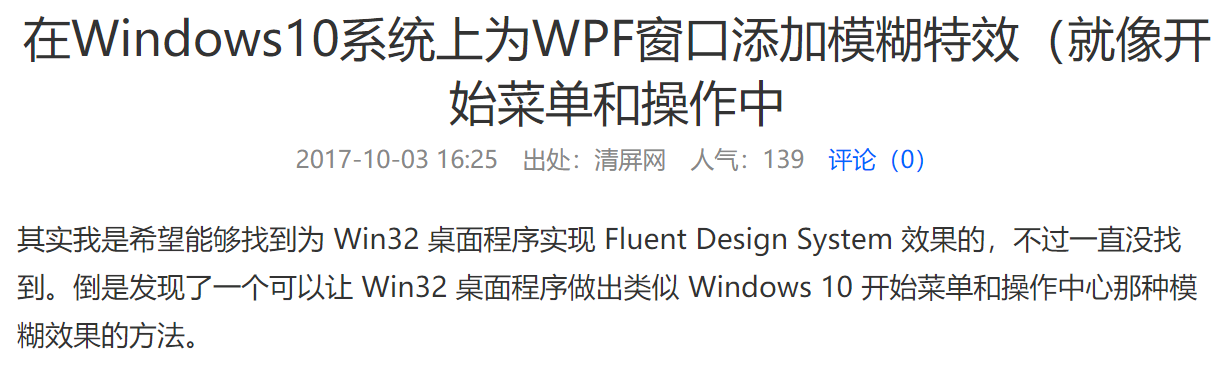 在Windows10系统上为WPF窗口添加模糊特效（就像开
始菜单和操作中
2017-10-03 16:25 出处：清屏网 人气：139 评论（0）
其实我是希望能够找到为 Win32 桌面程序实现 Fluent Design System 效果的，不过一直没找
到。倒是发现了一个可以让 Win32 桌面程序做出类似 Windows 10 开始菜单和操作中心那种模
糊效果的方法。